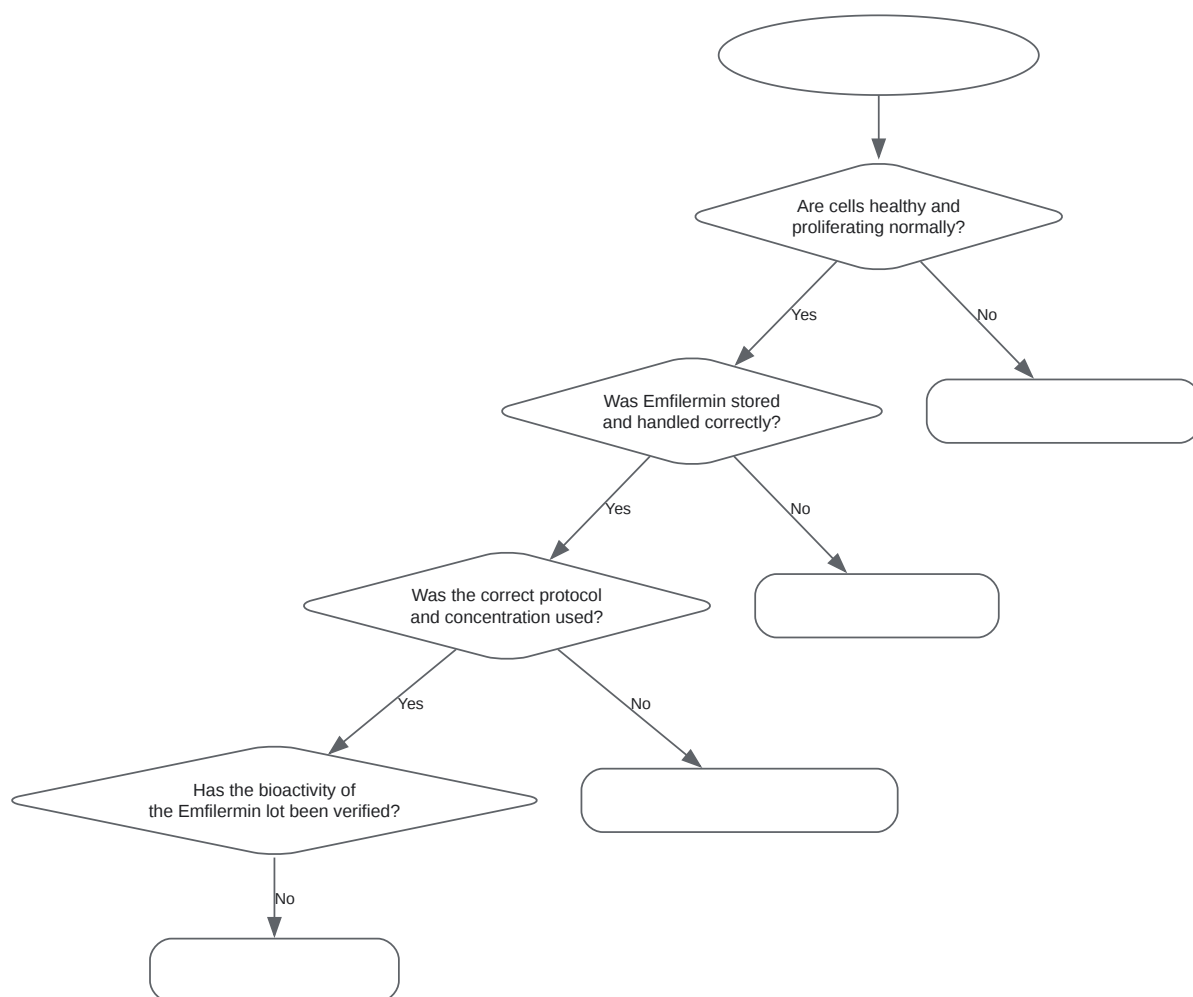 Are cells healthy and
proliferating normally?
Yes
No
Was Emfilermin stored
and handled correctly?
Yes
No
Was the correct protocol
and concentration used?
Yes
No
Has the bioactivity of
the Emfilermin lot been verified?
No